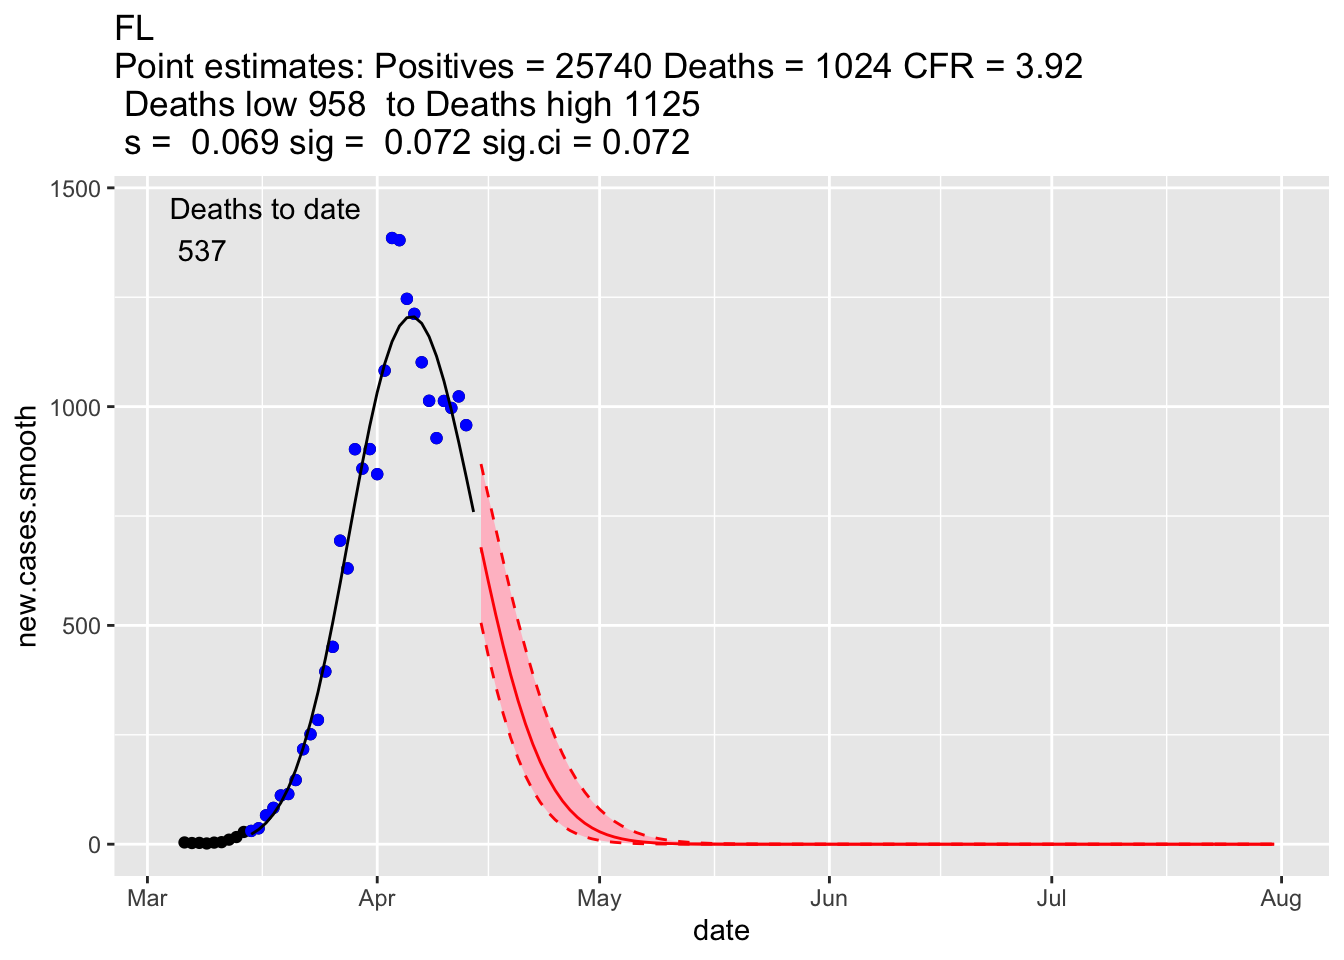 FL
Point estimates: Positives = 25740 Deaths = 1024 CFR = 3.92
Deaths low 958  to Deaths high 1125
s =  0.069 sig =  0.072 sig.ci = 0.072
1500
Deaths to date
537
1000
500
0
new.cases.smooth
Mar Apr May Jun Jul Aug
date